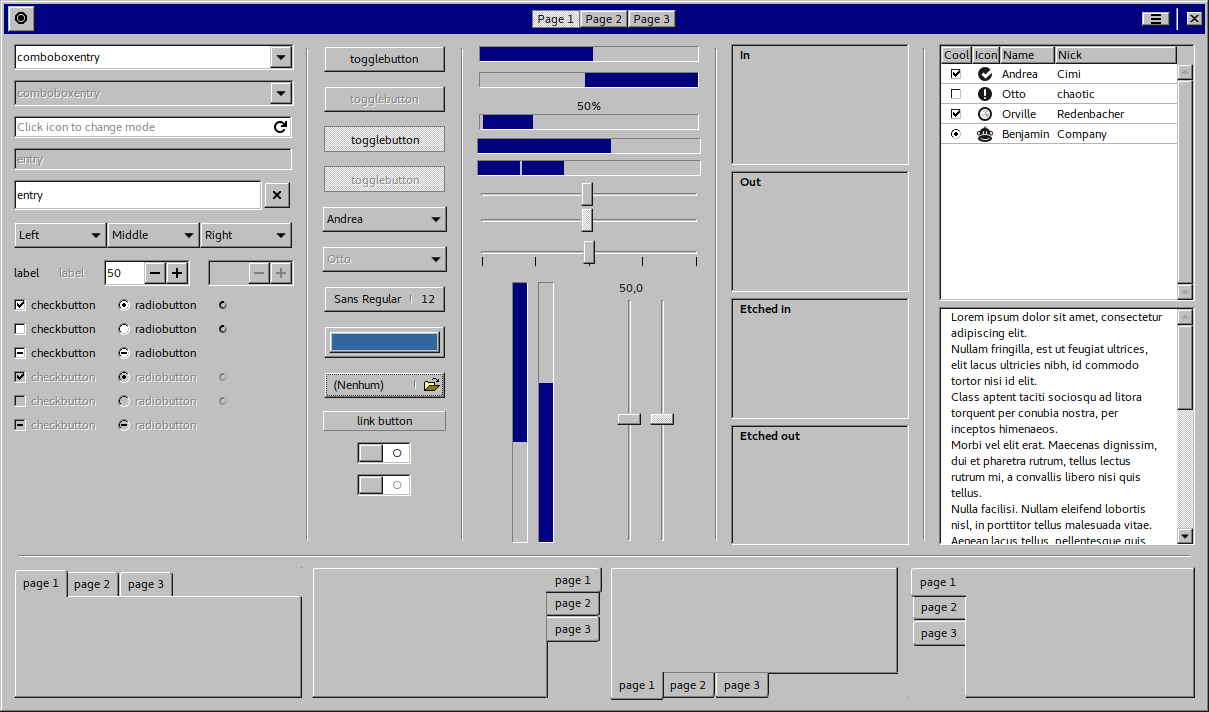 Page 1 Page 2 Page 3
comboboxentry
comboboxentry
Click icon to change mode
entry
entry
Left Middle Right
label label 50
checkbutton radiobutton
checkbutton radiobutton
checkbutton radiobutton
checkbutton radiobutton
checkbutton radiobutton
checkbutton radiobutton
togglebutton
togglebutton
togglebutton
togglebutton
Andrea
Otto
Sans Regular 12
(Nenhum)
link button
50%
50,0
In
Out
Etched in
Etched out
Cool Icon Name Nick
Andrea Cimi
Otto chaotic
Orville Redenbacher
Benjamin Company
Lorem ipsum dolor sit amet, consectetur
adipiscing elit.
Nullam fringilla, est ut feugiat ultrices,
elit lacus ultricies nibh, id commodo
tortor nisi id elit.
Class aptent taciti sociosqu ad litora
torquent per conubia nostra, per
inceptos himenaeos.
Morbi vel elit erat. Maecenas dignissim,
dui et pharetra rutrum, tellus lectus
rutrum mi, a convallis libero nisi quis
tellus.
Nulla facilisi. Nullam eleifend lobortis
nisl, in porttitor tellus malesuada vitae.
Aenean lacus tellus, pellentesque quis
page 1 page 2 page 3
page 1
page 2
page 3
page 1 page 2 page 3
page 1
page 2
page 3